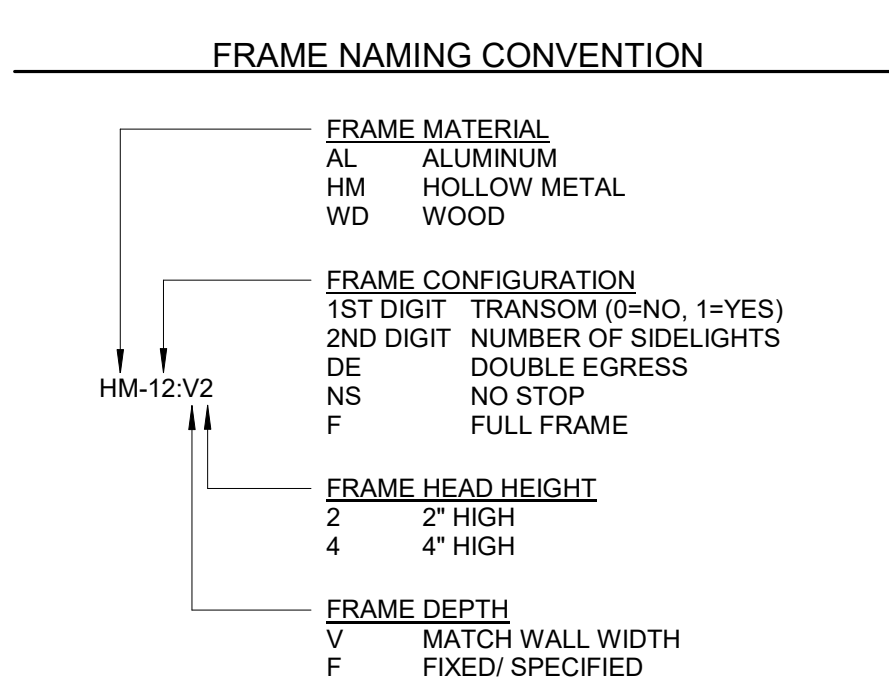 FRAME NAMING CONVENTION
FRAME MATERIAL
AL ALUMINUM
HM HOLLOW METAL
WD WOOD
FRAME CONFIGURATION
1ST DIGIT TRANSOM (0=NO, 1=YES)
2ND DIGIT NUMBER OF SIDELIGHTS
DE DOUBLE EGRESS
NS NO STOP
F FULL FRAME
HM-12:V2
FRAME HEAD HEIGHT
2 2" HIGH
4 4" HIGH
FRAME DEPTH
V MATCH WALL WIDTH
F FIXED/ SPECIFIED